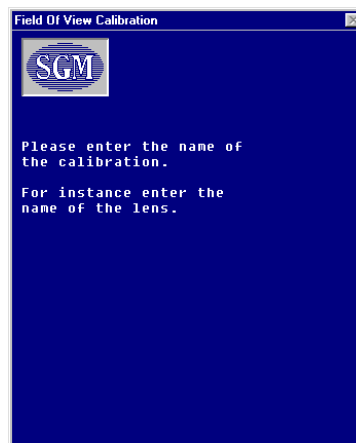 Field Of View Calibration
SGM
Please enter the name of
the calibration.
For instance enter the
name of the lens.